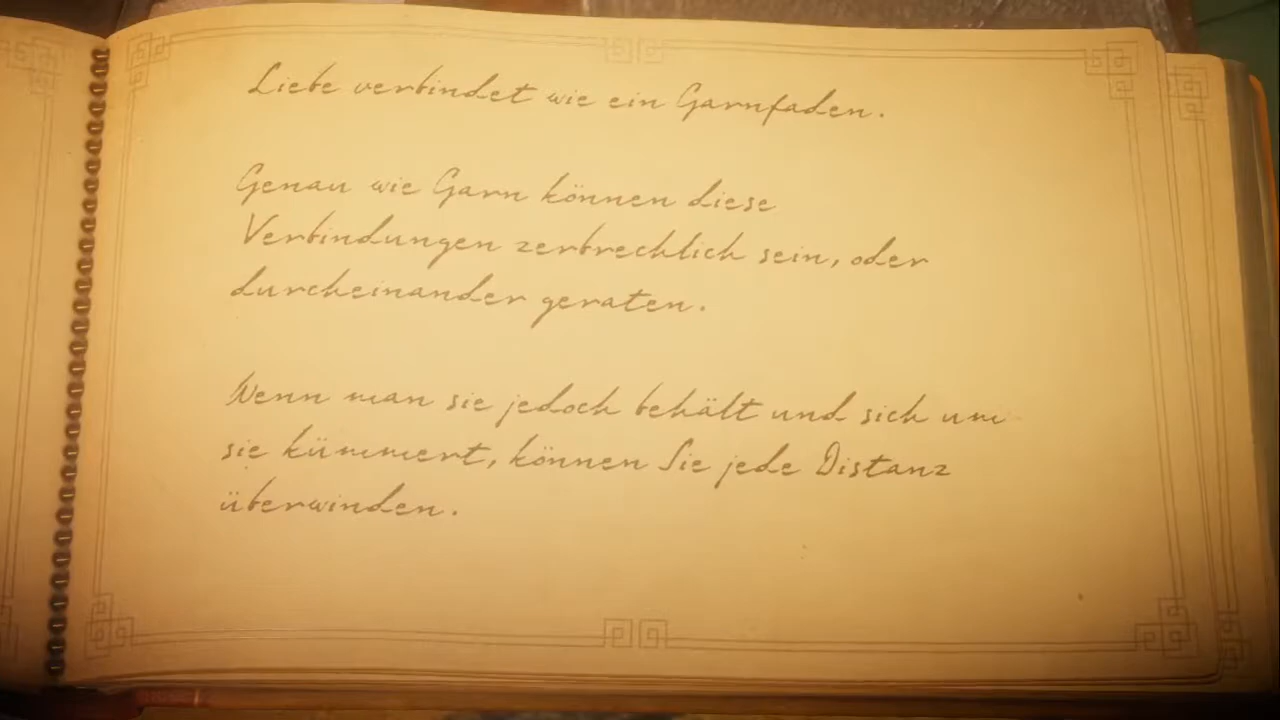 Liebe verbindet wie ein Garnfaden.
Genau wie Garn können diese
Verbindungen zerbrechlich sein, oder
durcheinander geraten.
Wenn man sie jedoch behält und sich um
sie kümmert, können Sie jede Distanz
überwinden.